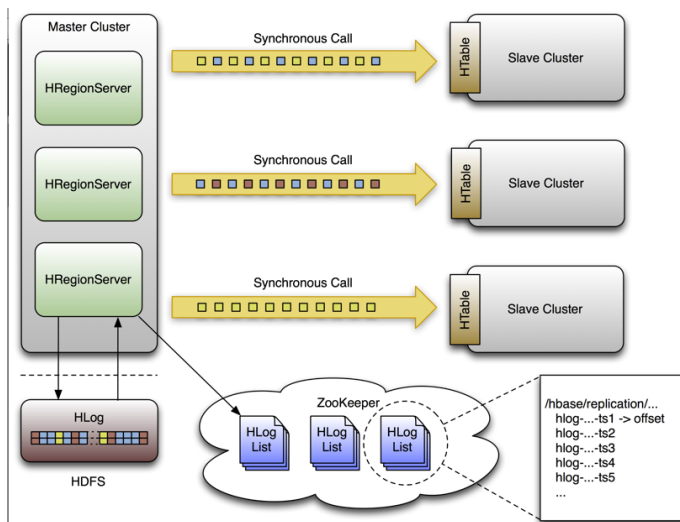 Master Cluster
HRegionServer
HRegionServer
HRegionServer
Synchronous Call
HTable
Slave Cluster
Synchronous Call
HTable
Slave Cluster
Synchronous Call
HTable
Slave Cluster
HLog
HDFS
ZooKeeper
HLog
List
HLog
List
HLog
List
/hbase/replication/...
hlog-...-ts1 -> offset
hlog-...-ts2
hlog-...-ts3
hlog-...-ts4
hlog-...-ts5
...